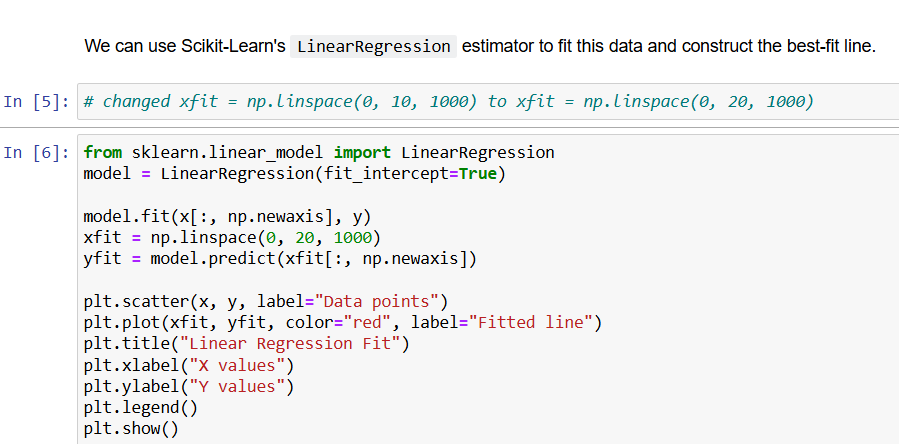 We can use Scikit-Learn's LinearRegression estimator to fit this data and construct the best-fit line.
In [5]: # changed xfit = np.linspace(0, 10, 1000) to xfit = np.linspace(0, 20, 1000)
In [6]: from sklearn.linear_model import LinearRegression
model = LinearRegression(fit_intercept=True)
model.fit(x[:, np.newaxis], y)
xfit = np.linspace(0, 20, 1000)
yfit = model.predict(xfit[:, np.newaxis])
plt.scatter(x, y, label="Data points")
plt.plot(xfit, yfit, color="red", label="Fitted line")
plt.title("Linear Regression Fit")
plt.xlabel("X values")
plt.ylabel("Y values")
plt.legend()
plt.show()